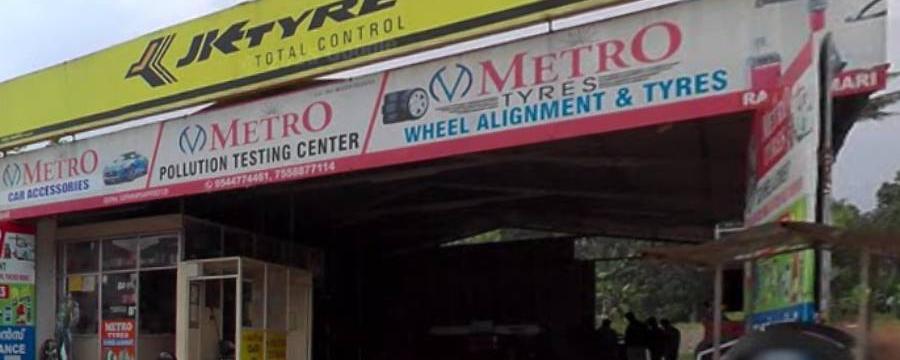 JK TYRE
TOTAL CONTROL
METRO
CAR ACCESSORIES
METRO
POLLUTION TESTING CENTER
9544774461, 7558877114
METRO
TYRES
WHEEL ALIGNMENT & TYRES
METRO
TYRES